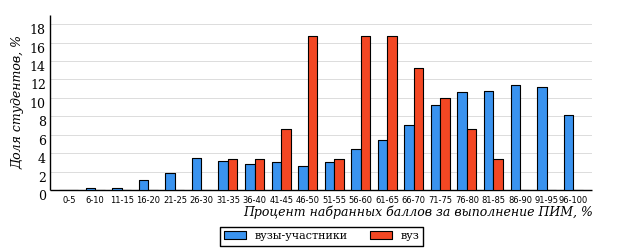 Доля студентов, %
18
16
14
12
10
8
6
4
2
0
0-5 6-10 11-15 16-20 21-25 26-30 31-35 36-40 41-45 46-50 51-55 56-60 61-65 66-70 71-75 76-80 81-85 86-90 91-95 96-100
Процент набранных баллов за выполнение ПИМ, %
вузы-участники вуз